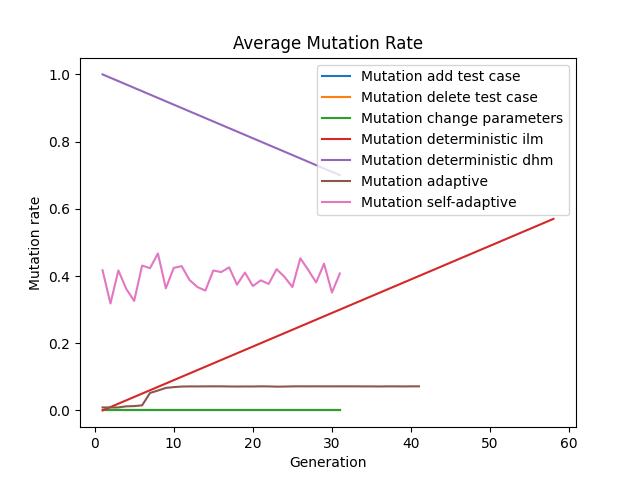 Average Mutation Rate
Mutation add test case
Mutation delete test case
Mutation change parameters
Mutation deterministic ilm
Mutation deterministic dhm
Mutation adaptive
Mutation self-adaptive
Mutation rate
1.0
0.8
0.6
0.4
0.2
0.0
0 10 20 30 40 50 60
Generation